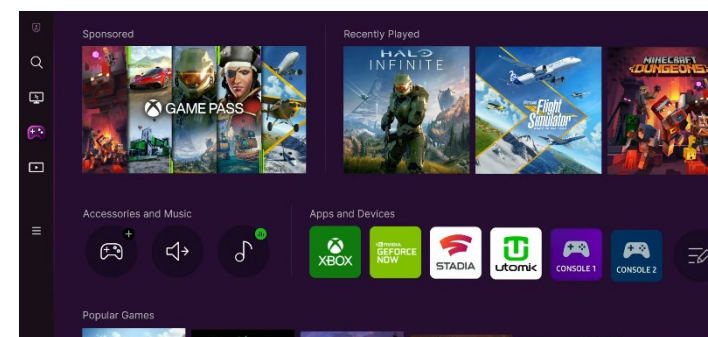 Sponsored
Recently Played
GAME PASS
HALO
INFINITE
Flight
Simulator
MINECRAFT
DUNGEONS
Accessories and Music
Apps and Devices
XBOX
NVIDIA
GEFORCE
NOW
STADIA
utomik
CONSOLE 1
CONSOLE 2
Popular Games